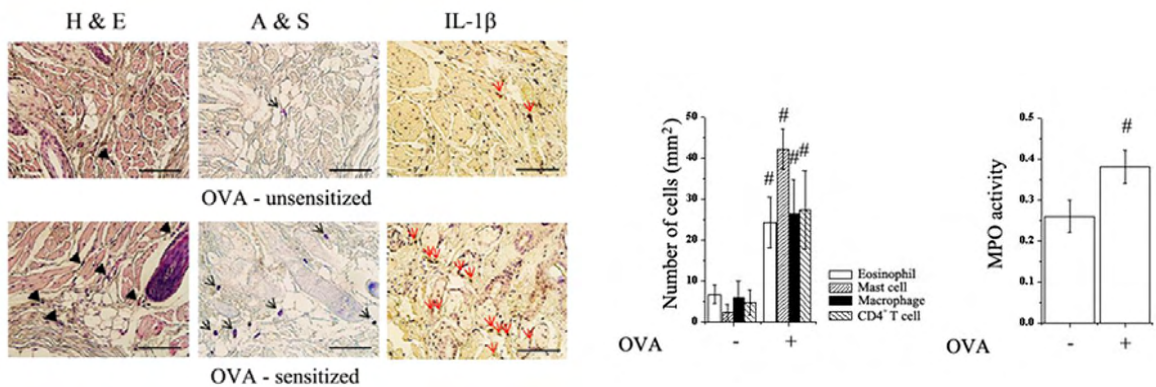 H & E
A & S
IL-1β
OVA - unsensitized
OVA - sensitized
Number of cells (mm²)
50
40
30
20
10
0
#
#
#
#
Eosinophil
Mast cell
Macrophage
CD4⁺ T cell
OVA
-
+
MPO activity
0.5
0.4
0.3
0.2
0.1
0.0
#
OVA
-
+